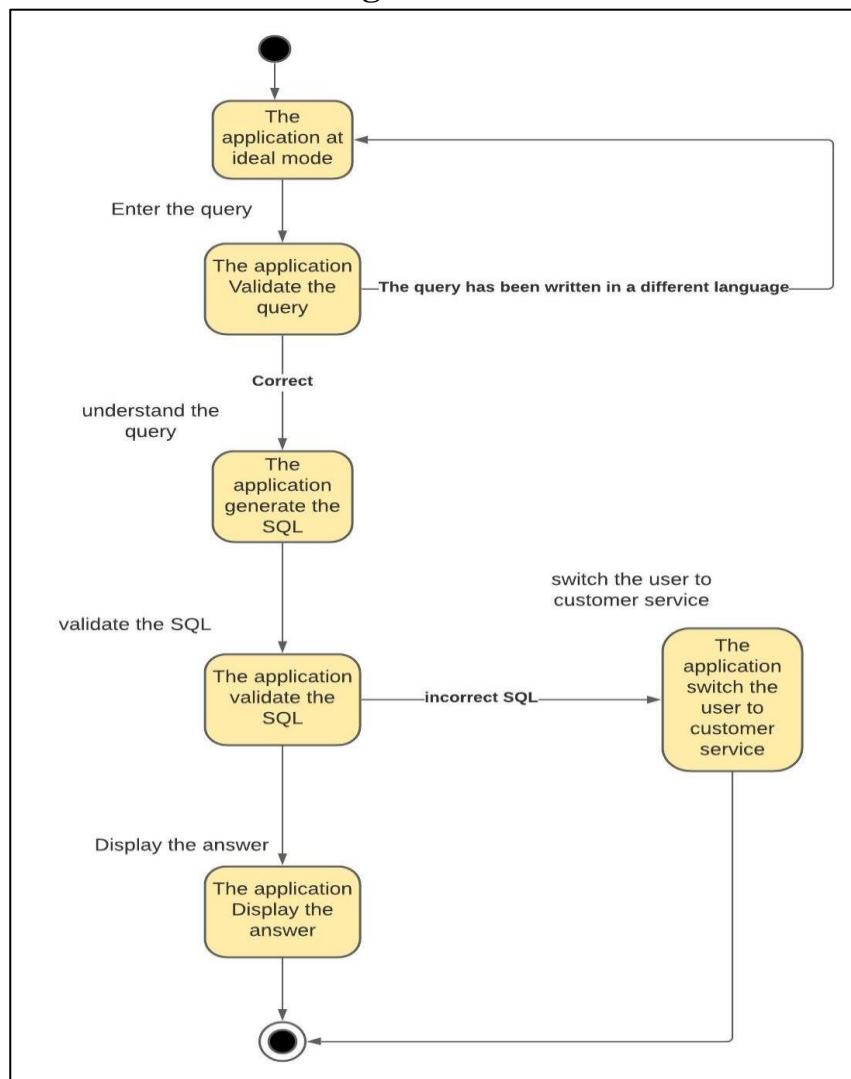 The
application at
ideal mode
Enter the query
The application
Validate the
query
The query has been written in a different language
Correct
understand the
query
The
application
generate the
SQL
switch the user to
customer service
validate the SQL
The
application
switch the
user to
customer
service
The application
validate the
SQL
incorrect SQL
Display the answer
The application
Display the
answer